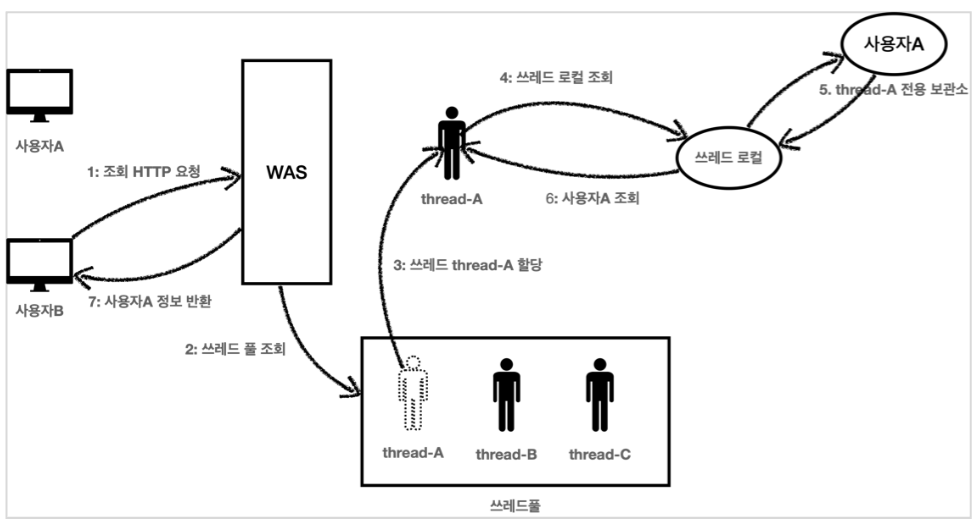 사용자A
4: 쓰레드 로컬 조회
5. thread-A 전용 보관소
사용자A
1: 조회 HTTP 요청
WAS
쓰레드 로컬
thread-A
6: 사용자A 조회
3: 쓰레드 thread-A 할당
사용자B
7: 사용자A 정보 반환
2: 쓰레드 풀 조회
thread-A
thread-B
thread-C
쓰레드풀